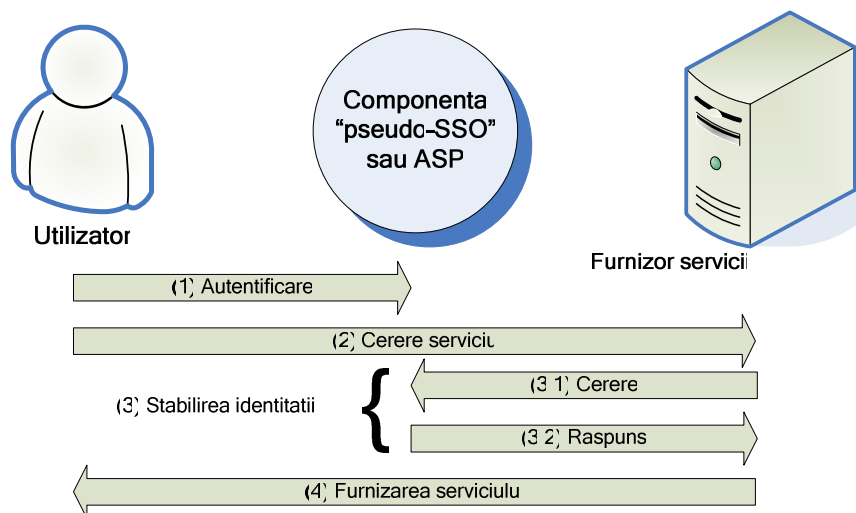 Componenta
“pseudo-SSO”
sau ASP
Utilizator
Furnizor servicii
(1) Autentificare
(2) Cerere serviciu
(3.1) Cerere
(3) Stabilirea identitatii
(3.2) Raspuns
(4) Furnizarea serviciulu